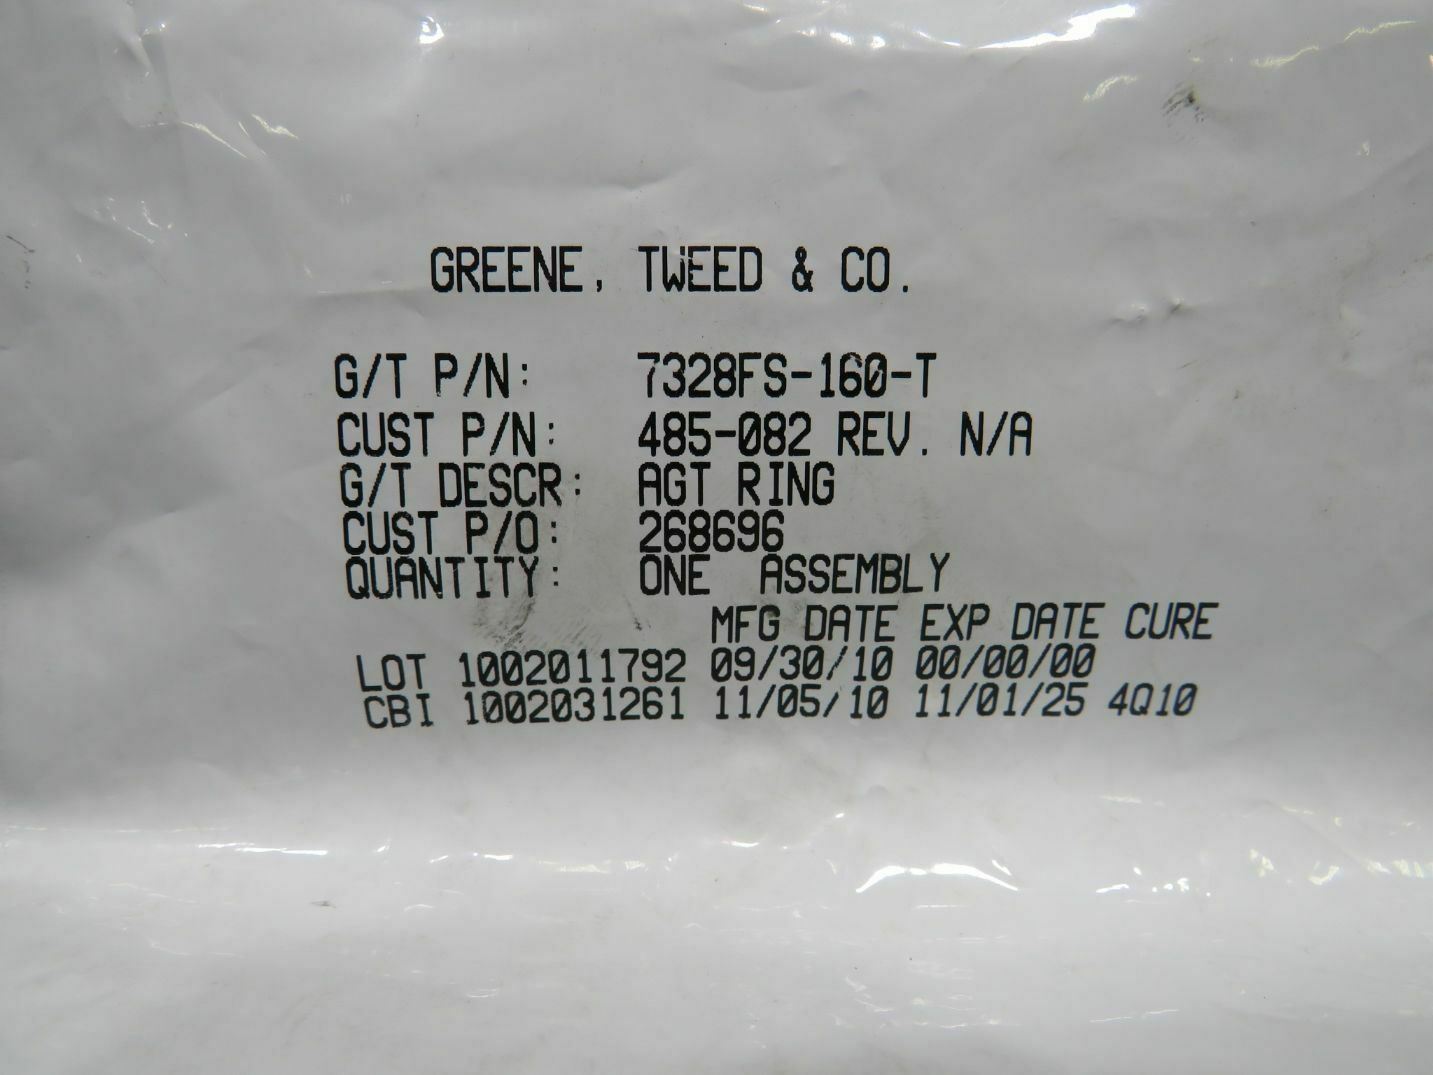 GREENE, TWEED & CO.
G/T P/N: 7328FS-160-T
CUST P/N: 485-082 REV. N/A
G/T DESCR: AGT RING
CUST P/O: 268696
QUANTITY: ONE ASSEMBLY
MFG DATE EXP DATE CURE
LOT 1002011792 09/30/10 00/00/00
CBI 1002031261 11/05/10 11/01/25 4Q10